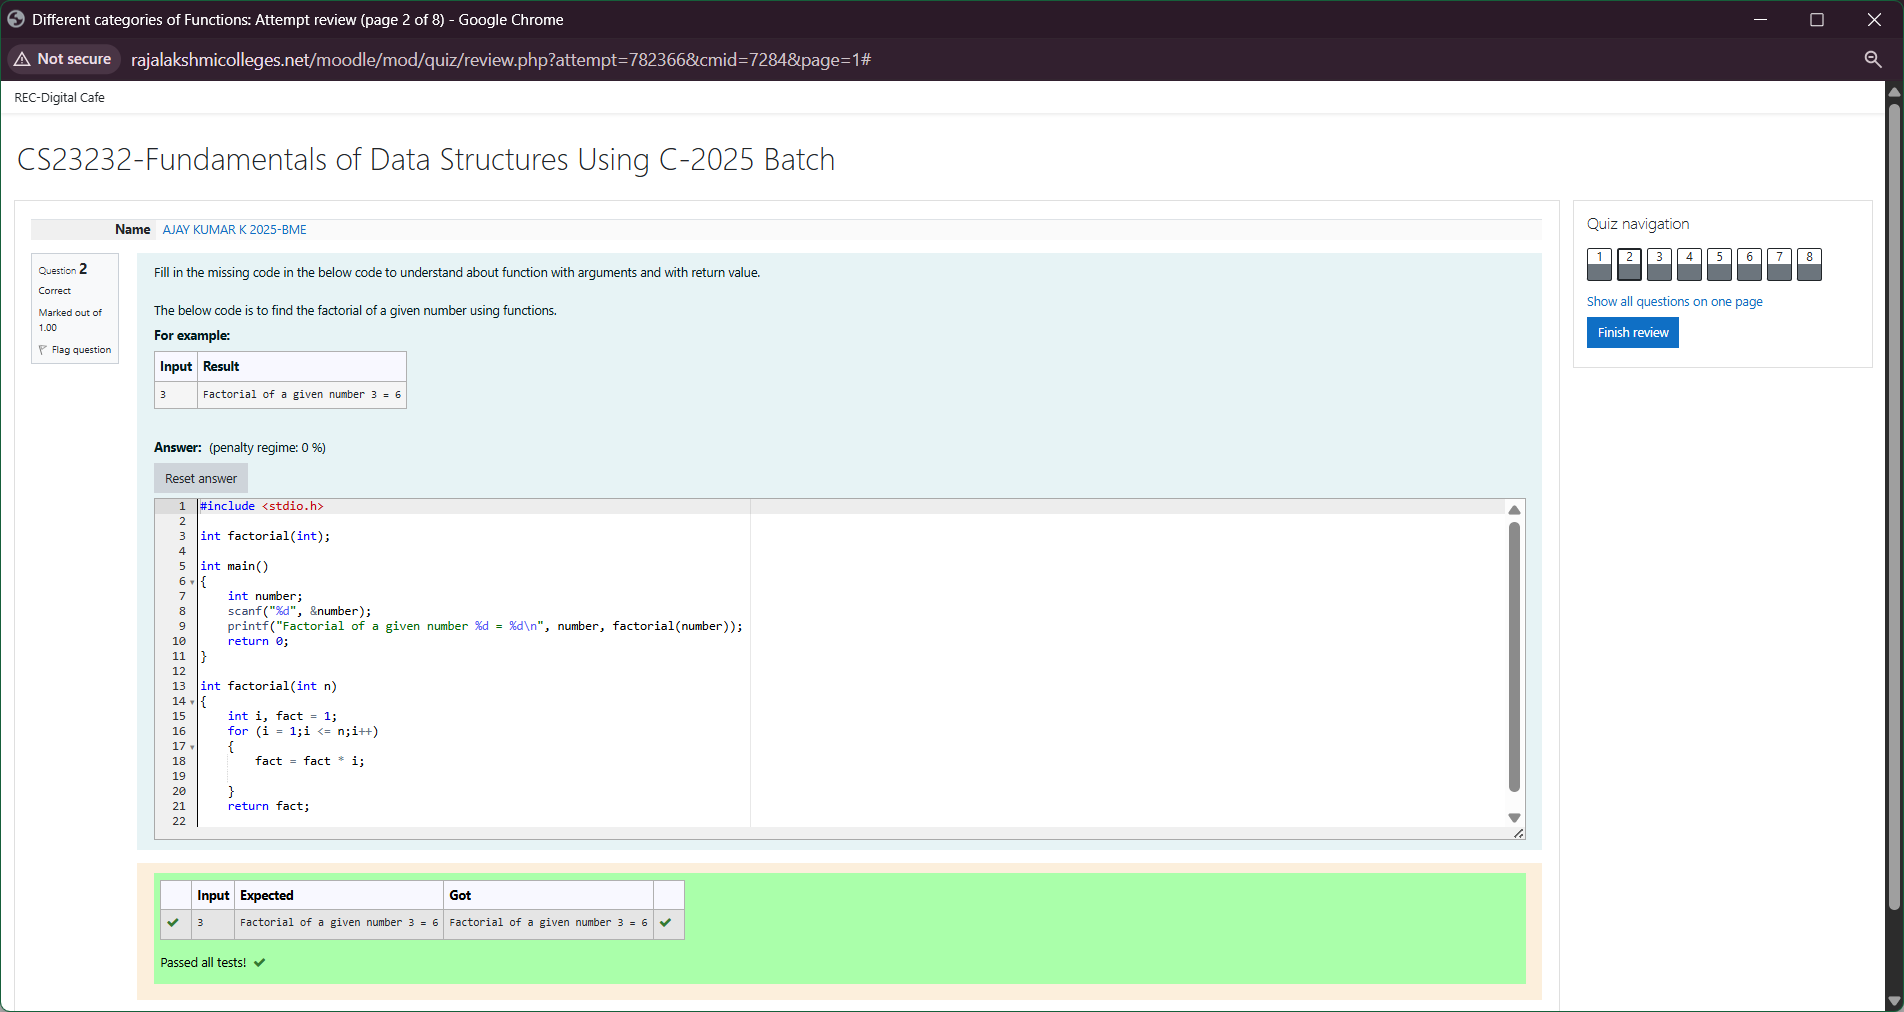 Different categories of Functions: Attempt review (page 2 of 8) - Google Chrome
Not secure rajalakshmicolleges.net/moodle/mod/quiz/review.php?attempt=782366&cmid=7284&page=1#
REC-Digital Cafe
CS23232-Fundamentals of Data Structures Using C-2025 Batch
Name AJAY KUMAR K 2025-BME
Question 2
Correct
Marked out of
1.00
Flag question
Fill in the missing code in the below code to understand about function with arguments and with return value.
The below code is to find the factorial of a given number using functions.
For example:
Input Result
3 Factorial of a given number 3 = 6
Answer: (penalty regime: 0 %)
Reset answer
1 #include <stdio.h>
2
3 int factorial(int);
4
5 int main()
6 {
7     int number;
8     scanf("%d", &number);
9     printf("Factorial of a given number %d = %d\n", number, factorial(number));
10     return 0;
11 }
12
13 int factorial(int n)
14 {
15     int i, fact = 1;
16     for (i = 1;i <= n;i++)
17     {
18         fact = fact * i;
19
20     }
21     return fact;
22
Input Expected Got
3 Factorial of a given number 3 = 6 Factorial of a given number 3 = 6
Passed all tests!
Quiz navigation
1 2 3 4 5 6 7 8
Show all questions on one page
Finish review